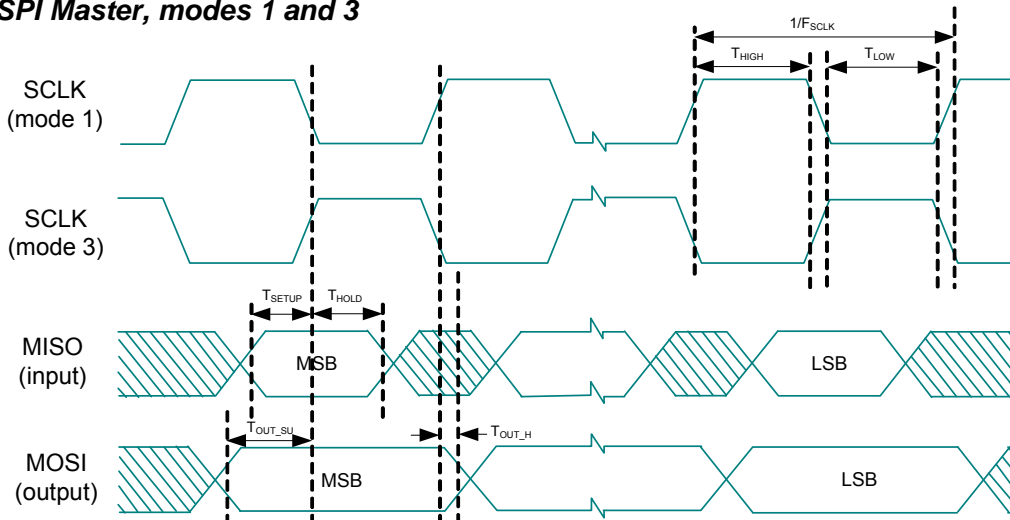 SPI Master, modes 1 and 3
1/FSCLK
THIGH
TLOW
SCLK
(mode 1)
SCLK
(mode 3)
TSETUP
THOLD
MISO
(input)
MSB
LSB
TOUT_SU
TOUT_H
MOSI
(output)
MSB
LSB